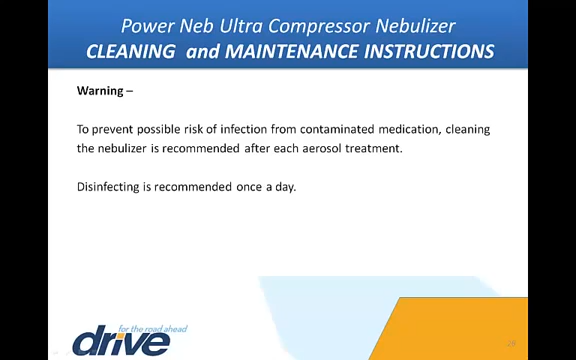 Power Neb Ultra Compressor Nebulizer
CLEANING and MAINTENANCE INSTRUCTIONS
Warning –
To prevent possible risk of infection from contaminated medication, cleaning
the nebulizer is recommended after each aerosol treatment.
Disinfecting is recommended once a day.
for the road ahead
drive